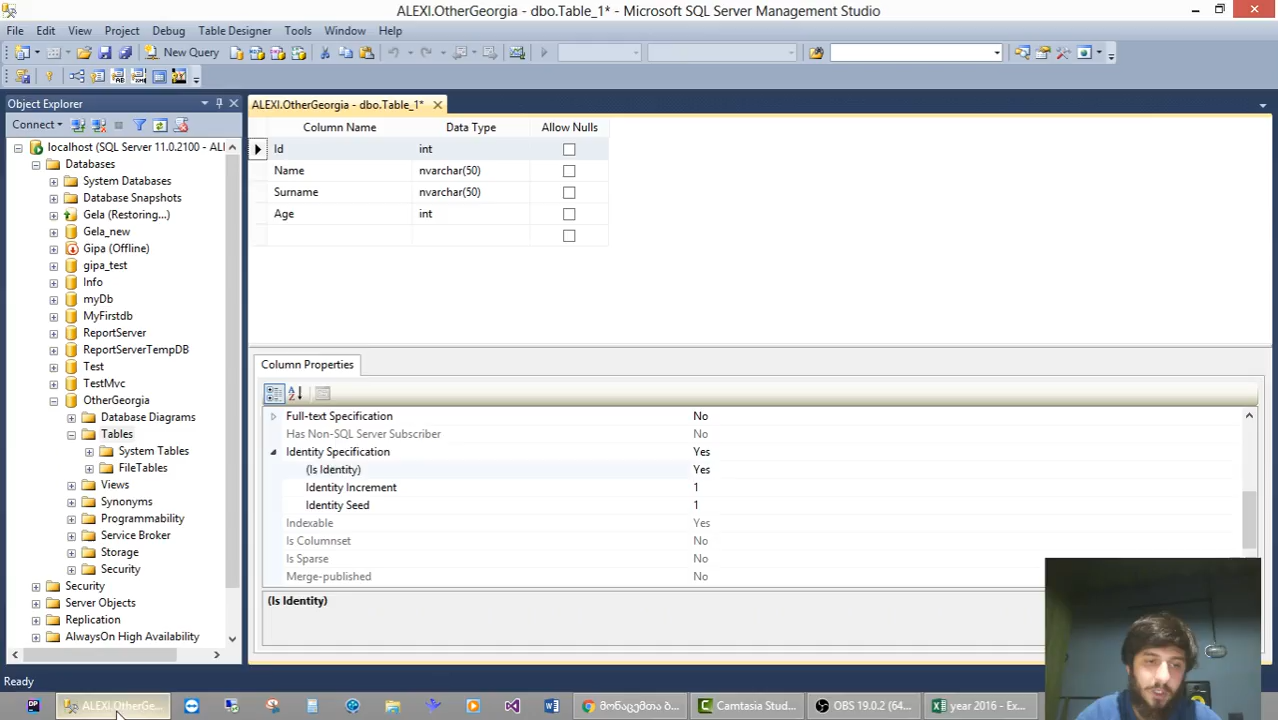 ALEXI.OtherGeorgia - dbo.Table_1* - Microsoft SQL Server Management Studio
File Edit View Project Debug Table Designer Tools Window Help
New Query
Object Explorer
Connect
localhost (SQL Server 11.0.2100 - ALI
Databases
System Databases
Database Snapshots
Gela (Restoring...)
Gela_new
Gipa (Offline)
gipa_test
Info
myDb
MyFirstdb
ReportServer
ReportServerTempDB
Test
TestMvc
OtherGeorgia
Database Diagrams
Tables
System Tables
FileTables
Views
Synonyms
Programmability
Service Broker
Storage
Security
Security
Server Objects
Replication
AlwaysOn High Availability
ALEXI.OtherGeorgia - dbo.Table_1*
Column Name Data Type Allow Nulls
Id int
Name nvarchar(50)
Surname nvarchar(50)
Age int
Column Properties
Full-text Specification No
Has Non-SQL Server Subscriber No
Identity Specification Yes
(Is Identity) Yes
Identity Increment 1
Identity Seed 1
Indexable Yes
Is Columnset No
Is Sparse No
Merge-published No
(Is Identity)
Ready
ALEXI.OtherGe... მონაცემთა ბ... Camtasia Stud... OBS 19.0.2 (64... year 2016 - Ex...